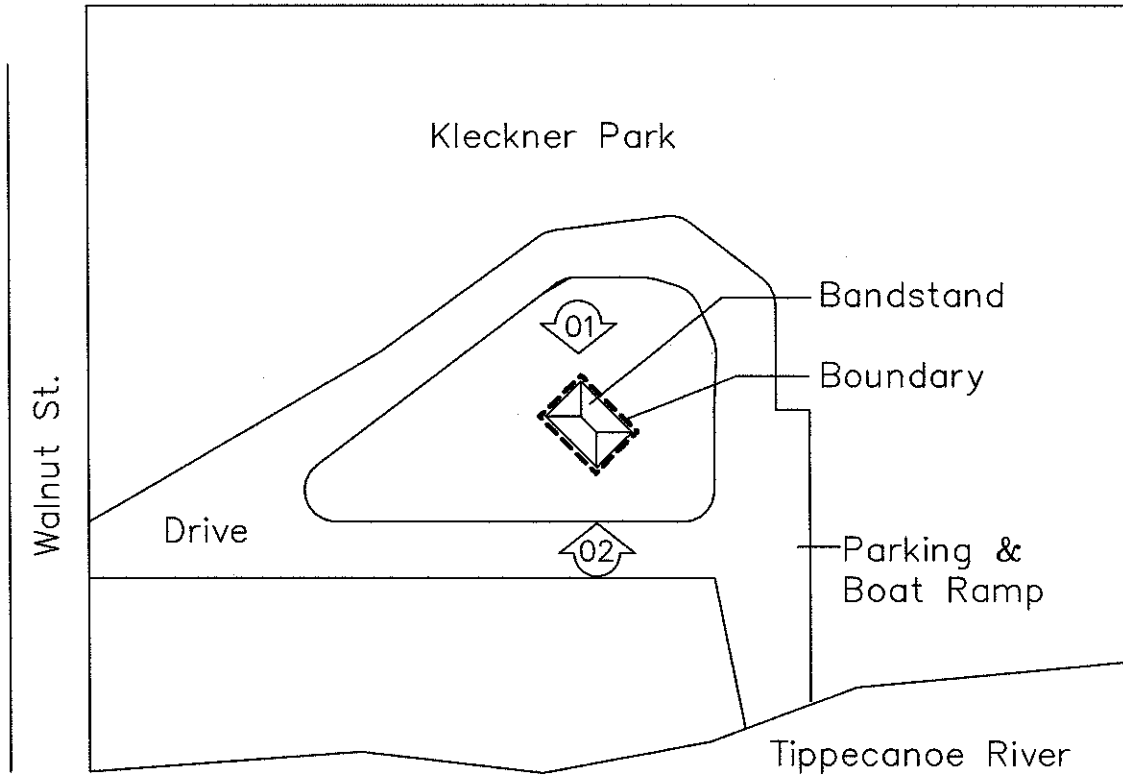 Kleckner Park
Bandstand
01
Boundary
Walnut St.
Drive
02
Parking &
Boat Ramp
Tippecanoe River